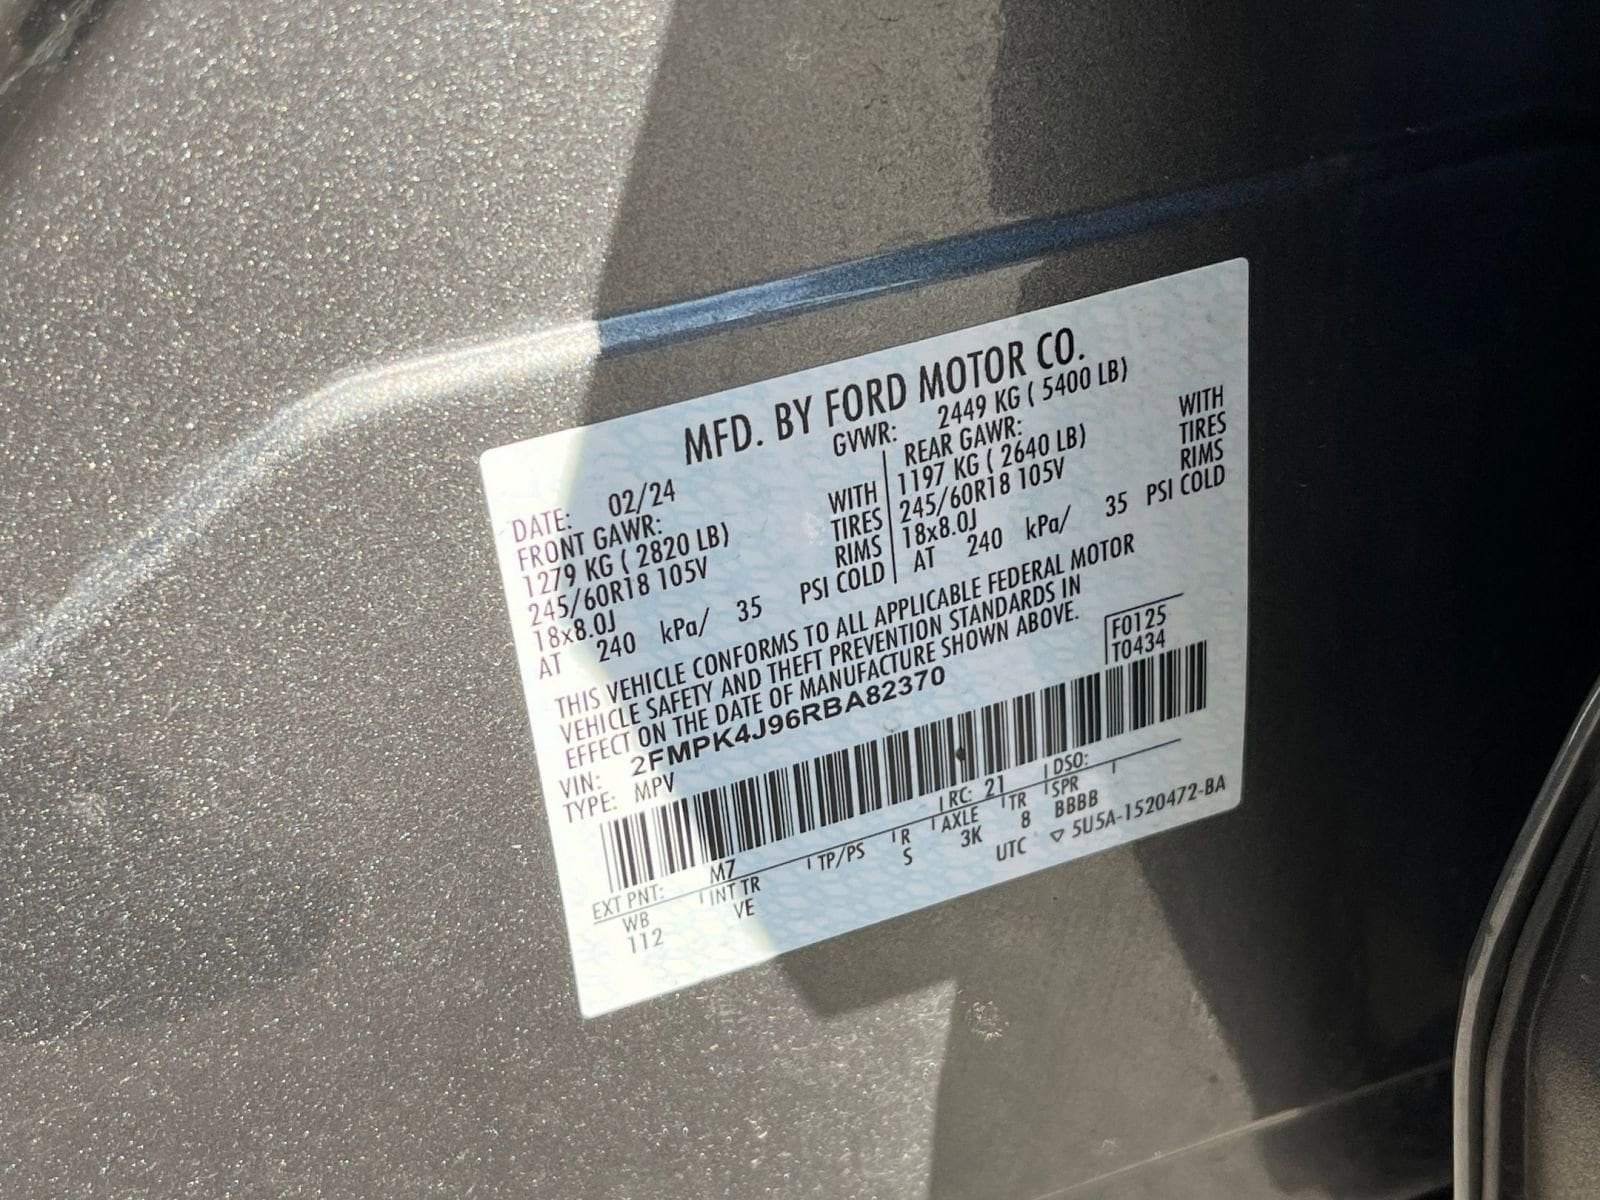 MFD. BY FORD MOTOR CO.
DATE: 02/24 GVWR: 2449 KG ( 5400 LB)
FRONT GAWR: REAR GAWR:
1279 KG ( 2820 LB) WITH 1197 KG ( 2640 LB) WITH
245/60R18 105V TIRES 245/60R18 105V TIRES
18x8.0J RIMS 18x8.0J RIMS
AT 240 kPa/ 35 PSI COLD AT 240 kPa/ 35 PSI COLD
THIS VEHICLE CONFORMS TO ALL APPLICABLE FEDERAL MOTOR
VEHICLE SAFETY AND THEFT PREVENTION STANDARDS IN
EFFECT ON THE DATE OF MANUFACTURE SHOWN ABOVE.
VIN: 2FMPK4J96RBA82370 F0125
TYPE: MPV T0434
EXT PNT: M7 RC: 21 DSO:
WB INT TR TP/PS R AXLE TR SPR
112 VE S 3K 8 BBBB
UTC ▽ 5U5A-1520472-BA